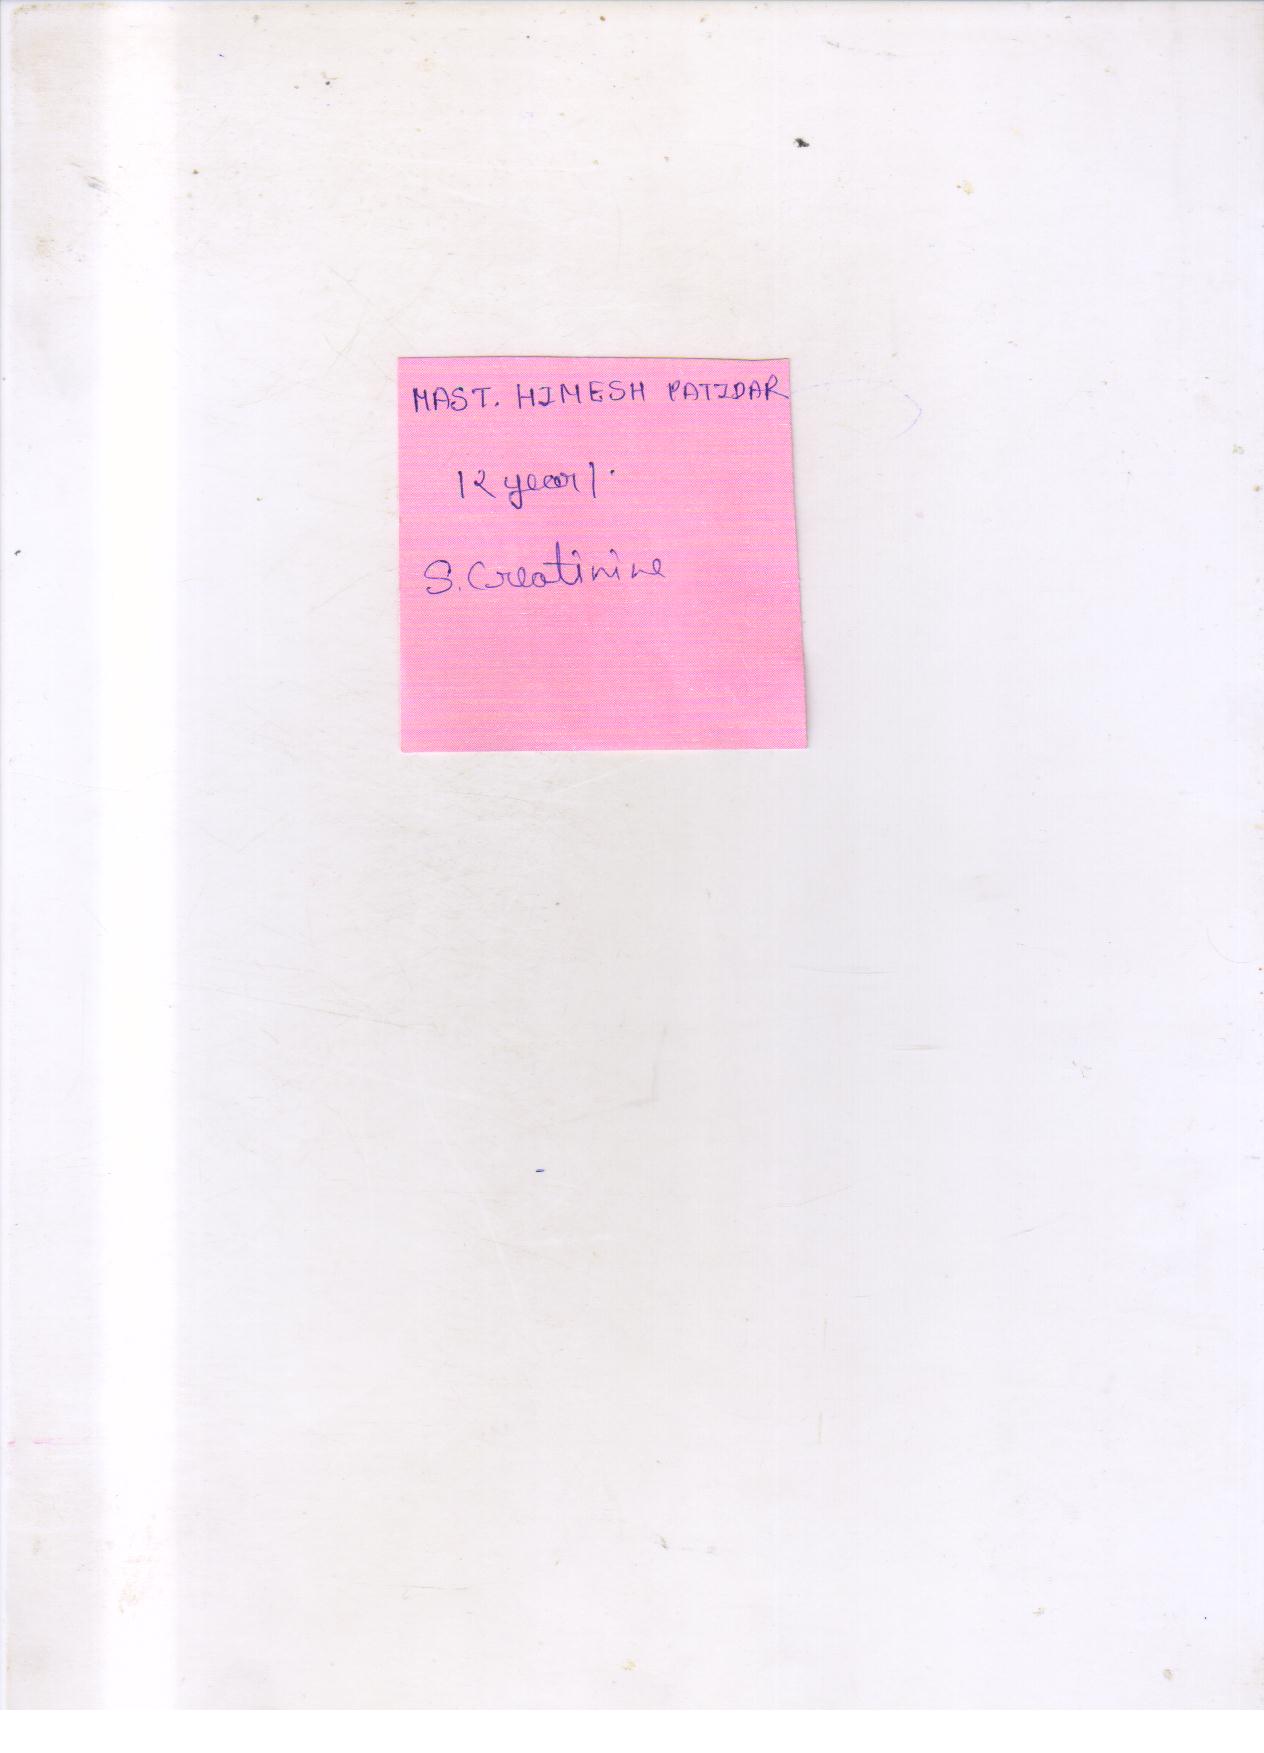 MAST. HIMESH PATIDAR
12 year/.
S. Creatinine